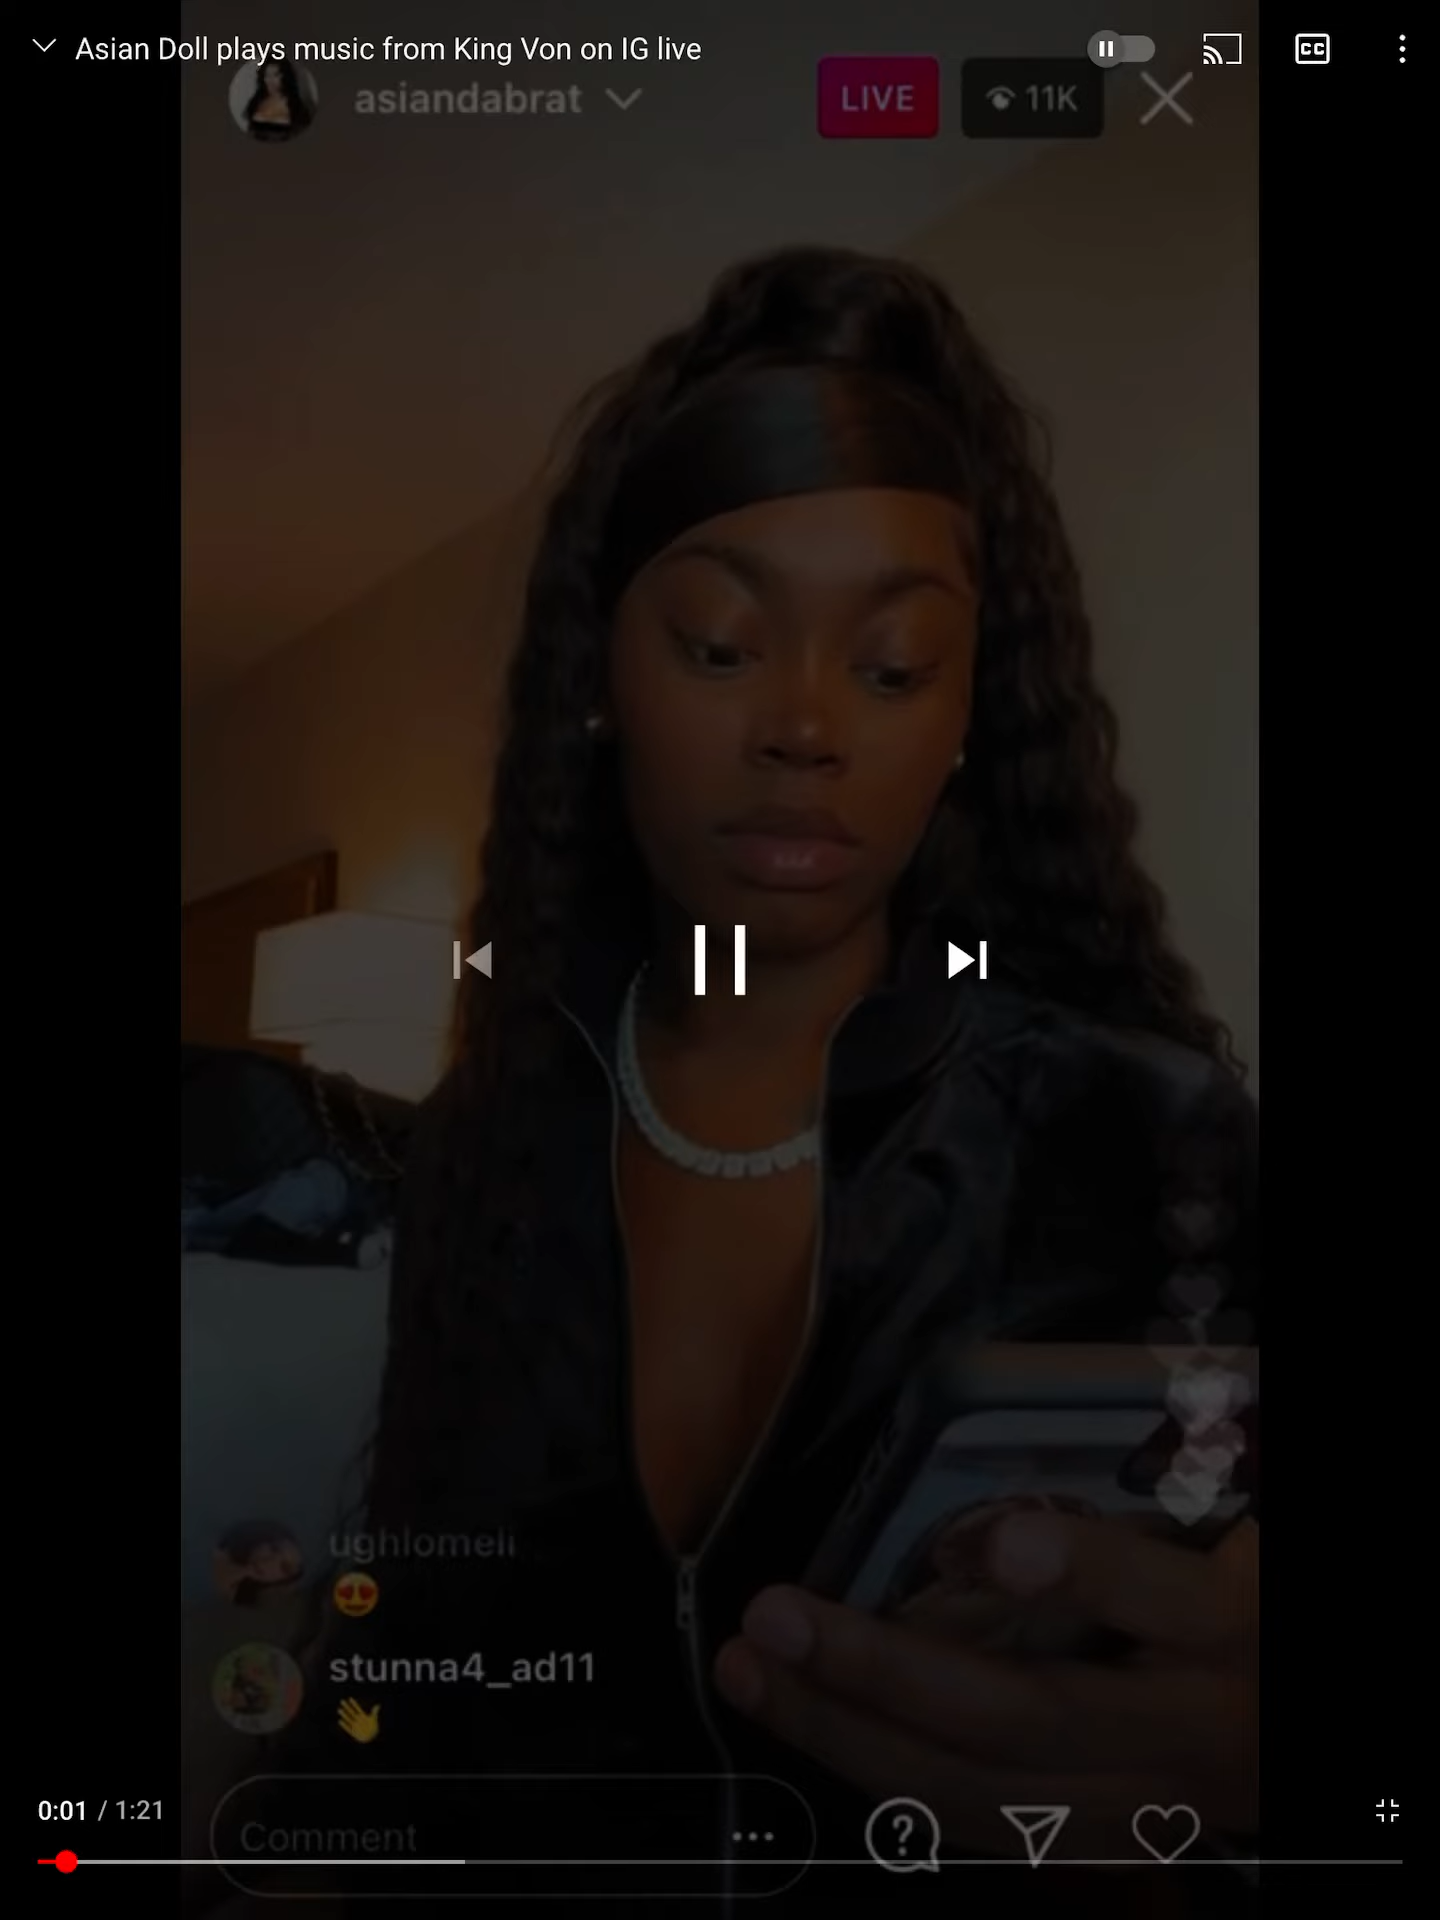 Asian Doll plays music from King Von on IG live
asiandabrat
LIVE
11K
CC
ughlomeli
😍
stunna4_ad11
👋
0:01 / 1:21
Comment